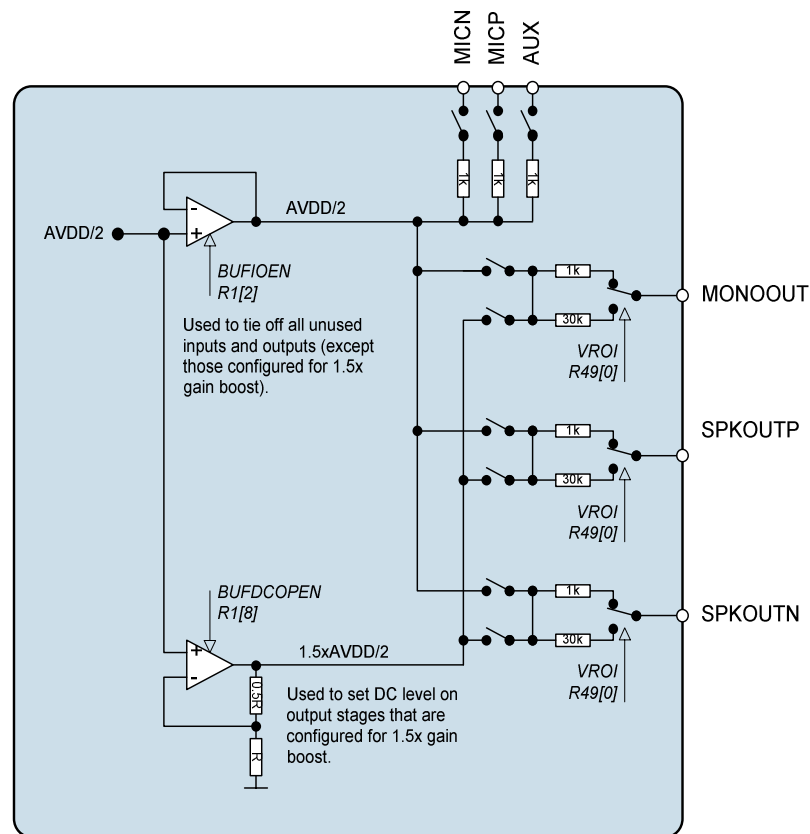 MICN
MICP
AUX
1k
1k
1k
AVDD/2
AVDD/2
-
+
BUFIOEN
R1[2]
Used to tie off all unused
inputs and outputs (except
those configured for 1.5x
gain boost).
1k
30k
MONOOUT
VROI
R49[0]
1k
30k
SPKOUTP
VROI
R49[0]
1k
30k
SPKOUTN
VROI
R49[0]
BUFDCOPEN
R1[8]
+
-
1.5xAVDD/2
0.5R
R
Used to set DC level on
output stages that are
configured for 1.5x gain
boost.